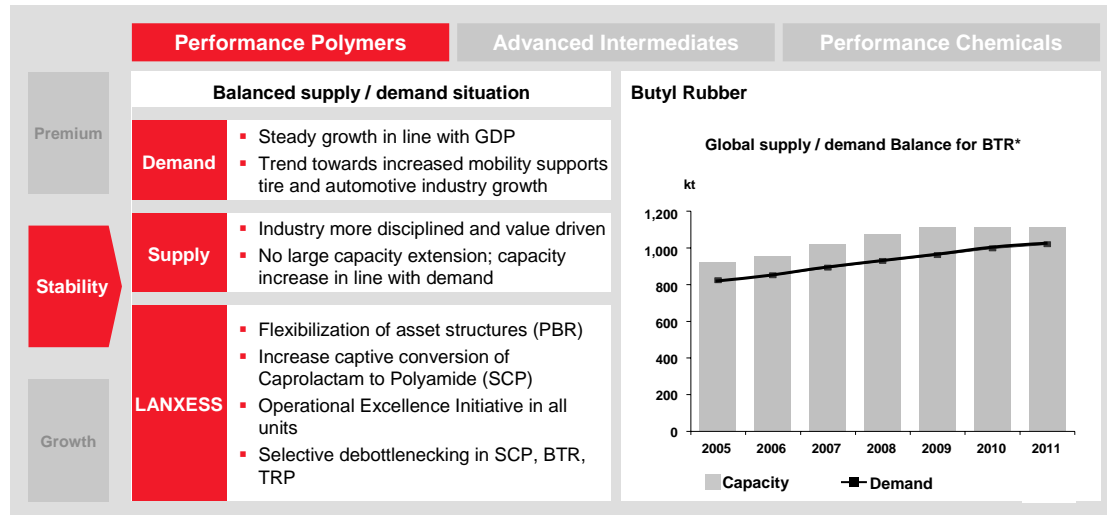 Performance Polymers
Advanced Intermediates
Performance Chemicals
Premium
Stability
Growth
Balanced supply / demand situation
Demand
Steady growth in line with GDP
Trend towards increased mobility supports
tire and automotive industry growth
Supply
Industry more disciplined and value driven
No large capacity extension; capacity
increase in line with demand
LANXESS
Flexibilization of asset structures (PBR)
Increase captive conversion of
Caprolactam to Polyamide (SCP)
Operational Excellence Initiative in all
units
Selective debottlenecking in SCP, BTR,
TRP
Butyl Rubber
Global supply / demand Balance for BTR*
kt
1,200
1,000
800
600
400
200
0
2005 2006 2007 2008 2009 2010 2011
Capacity Demand